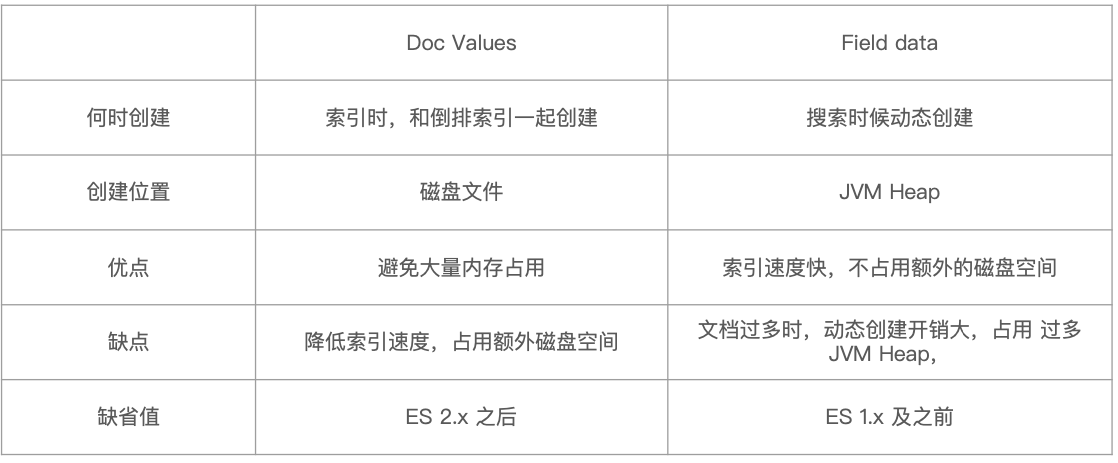 Doc Values
Field data
何时创建
索引时，和倒排索引一起创建
搜索时候动态创建
创建位置
磁盘文件
JVM Heap
优点
避免大量内存占用
索引速度快，不占用额外的磁盘空间
缺点
降低索引速度，占用额外磁盘空间
文档过多时，动态创建开销大，占用 过多
JVM Heap，
缺省值
ES 2.x 之后
ES 1.x 及之前